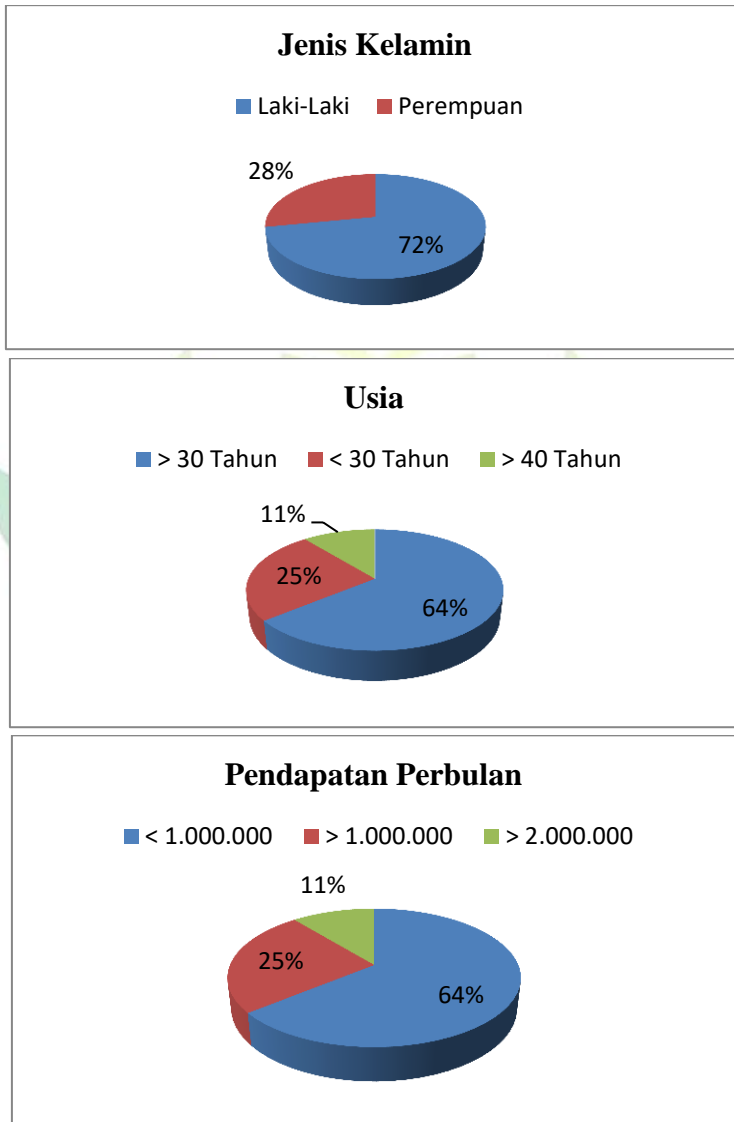 Jenis Kelamin
Laki-Laki Perempuan
28%
72%
Usia
> 30 Tahun < 30 Tahun > 40 Tahun
11%
25%
64%
Pendapatan Perbulan
< 1.000.000 > 1.000.000 > 2.000.000
11%
25%
64%